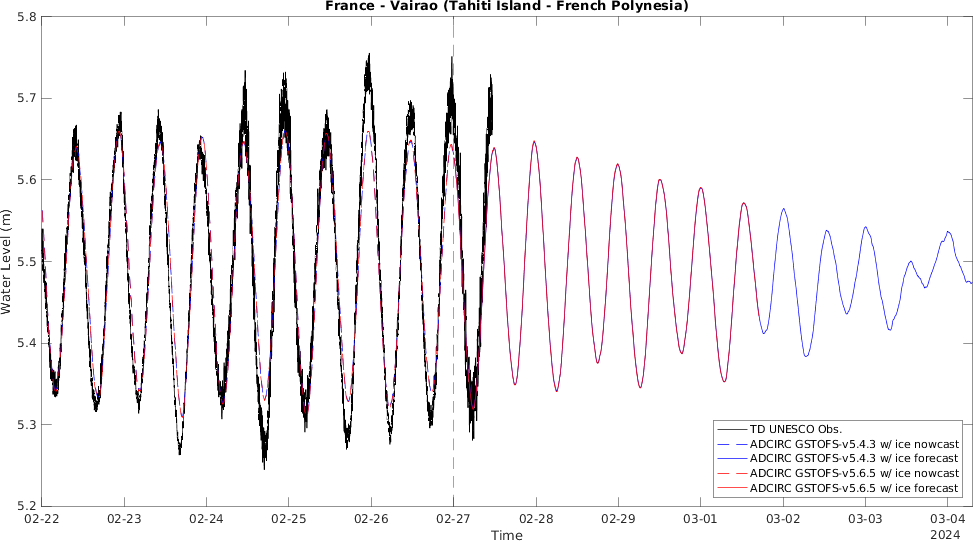 France - Vairao (Tahiti Island - French Polynesia)
Water Level (m)
5.8
5.7
5.6
5.5
5.4
5.3
5.2
TD UNESCO Obs.
ADCIRC GSTOFS-v5.4.3 w/ ice nowcast
ADCIRC GSTOFS-v5.4.3 w/ ice forecast
ADCIRC GSTOFS-v5.6.5 w/ ice nowcast
ADCIRC GSTOFS-v5.6.5 w/ ice forecast
02-22 02-23 02-24 02-25 02-26 02-27 02-28 02-29 03-01 03-02 03-03 03-04
2024
Time